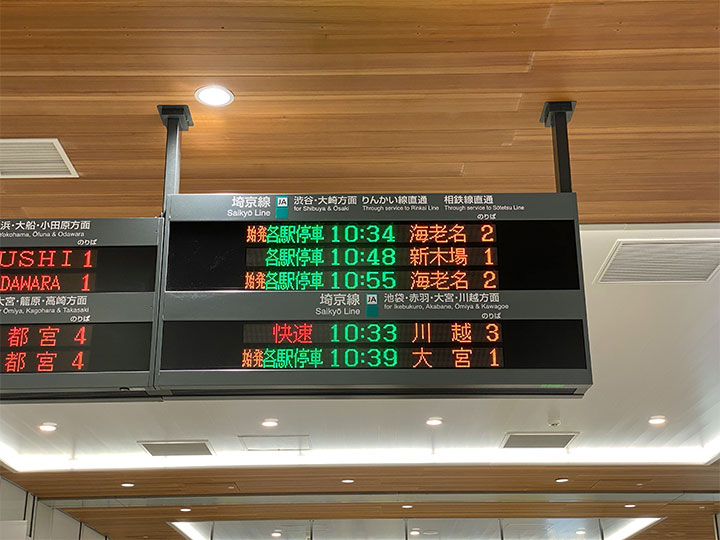 浜・大船・小田原方面
Yokohama, Ōfuna & Odawara
のりば
USHI 1
DAWARA 1
大宮・籠原・高崎方面
Ōmiya, Kagohara & Takasaki
のりば
都宮 4
都宮 4
埼京線 JA 渋谷・大崎方面 りんかい線直通 相鉄線直通
Saikyō Line for Shibuya & Osaki Through service to Rinkai Line Through service to Sōtetsu Line
のりば
始発 各駅停車 10:34 海老名 2
各駅停車 10:48 新木場 1
始発 各駅停車 10:55 海老名 2
埼京線 JA 池袋・赤羽・大宮・川越方面
Saikyō Line for Ikebukuro, Akabane, Ōmiya & Kawagoe
のりば
快速 10:33 川越 3
始発 各駅停車 10:39 大宮 1